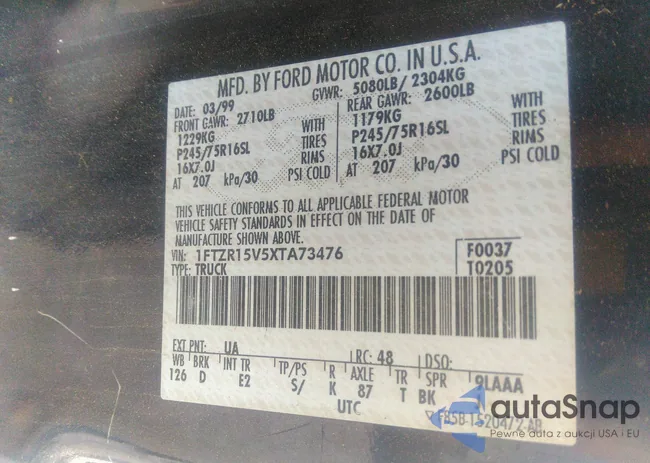 MFD. BY FORD MOTOR CO. IN U.S.A.
DATE: 03/99 GVWR: 5080LB/ 2304KG
FRONT GAWR: 2710LB REAR GAWR: 2600LB
1229KG WITH 1179KG WITH
P245/75R16SL TIRES P245/75R16SL TIRES
16X7.0J RIMS 16X7.0J RIMS
AT 207 kPa/30 PSI COLD AT 207 kPa/30 PSI COLD
THIS VEHICLE CONFORMS TO ALL APPLICABLE FEDERAL MOTOR
VEHICLE SAFETY STANDARDS IN EFFECT ON THE DATE OF
MANUFACTURE SHOWN ABOVE.
VIN: 1FTZR15V5XTA73476 F0037
TYPE: TRUCK T0205
EXT. PNT: UA RC: 48 DSO:
WB BRK INT TR TP/PS R AXLE TR SPR 9LAAA
126 D E2 S/ K 87 T BK
UTC
autaSnap
Pewne auta z aukcji USA i EU